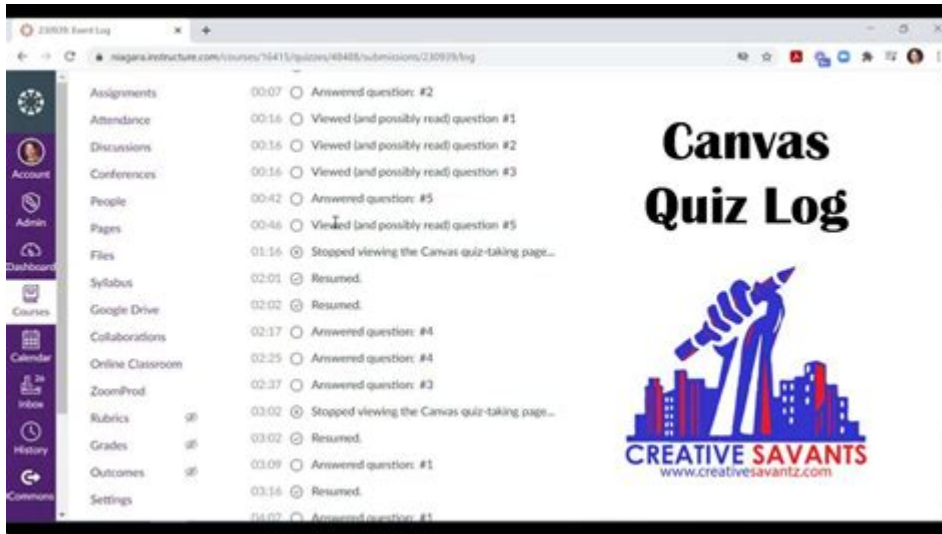 230939: Event Log
niagara.instructure.com/courses/16415/quizzes/48488/submissions/230939/log
Account
Admin
Dashboard
Courses
Calendar
26
Inbox
History
Commons
Assignments
Attendance
Discussions
Conferences
People
Pages
Files
Syllabus
Google Drive
Collaborations
Online Classroom
ZoomProd
Rubrics
Grades
Outcomes
Settings
00:07 Answered question: #2
00:16 Viewed (and possibly read) question #1
00:16 Viewed (and possibly read) question #2
00:16 Viewed (and possibly read) question #3
00:42 Answered question: #5
00:46 Viewed (and possibly read) question #5
01:16 Stopped viewing the Canvas quiz-taking page...
02:01 Resumed.
02:02 Resumed.
02:17 Answered question: #4
02:25 Answered question: #4
02:37 Answered question: #3
03:02 Stopped viewing the Canvas quiz-taking page...
03:02 Resumed.
03:09 Answered question: #1
03:16 Resumed.
04:07 Answered question: #1
Canvas
Quiz Log
CREATIVE SAVANTS
www.creativesavantz.com